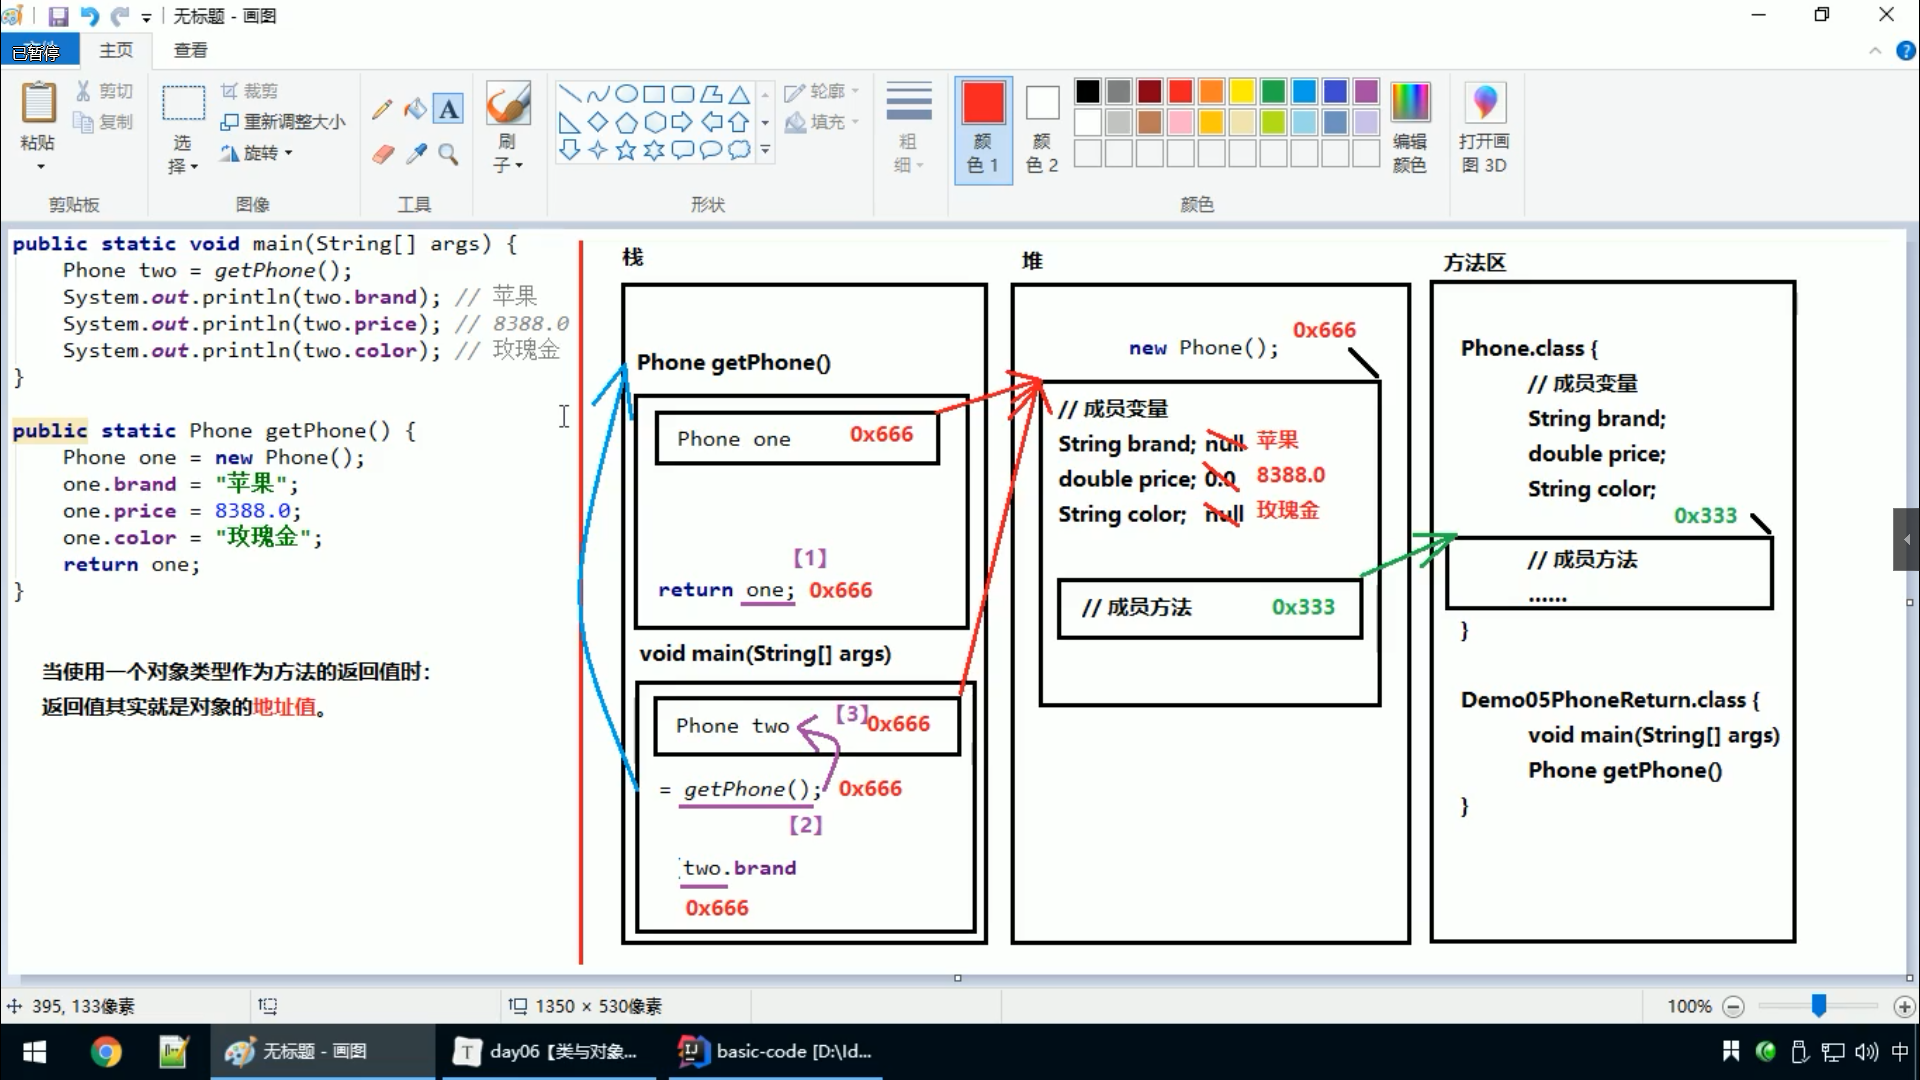 无标题 - 画图
已暂停
主页
查看
粘贴
剪切
复制
剪贴板
选择
裁剪
重新调整大小
旋转
图像
A
工具
刷子
轮廓
填充
形状
粗细
颜色 1
颜色 2
编辑颜色
颜色
打开画图 3D
public static void main(String[] args) {
Phone two = getPhone();
System.out.println(two.brand); // 苹果
System.out.println(two.price); // 8388.0
System.out.println(two.color); // 玫瑰金
}
public static Phone getPhone() {
Phone one = new Phone();
one.brand = "苹果";
one.price = 8388.0;
one.color = "玫瑰金";
return one;
}
当使用一个对象类型作为方法的返回值时：
返回值其实就是对象的地址值。
栈
Phone getPhone()
Phone one 0x666
【1】
return one; 0x666
void main(String[] args)
Phone two 【3】 0x666
= getPhone(); 0x666
【2】
two.brand
0x666
堆
0x666
new Phone();
// 成员变量
String brand; null 苹果
double price; 0.0 8388.0
String color; null 玫瑰金
// 成员方法 0x333
方法区
Phone.class {
// 成员变量
String brand;
double price;
String color;
0x333
// 成员方法
......
}
Demo05PhoneReturn.class {
void main(String[] args)
Phone getPhone()
}
395, 133像素
1350 × 530像素
100%
无标题 - 画图
T day06【类与对象...
IJ basic-code [D:\Id...
中